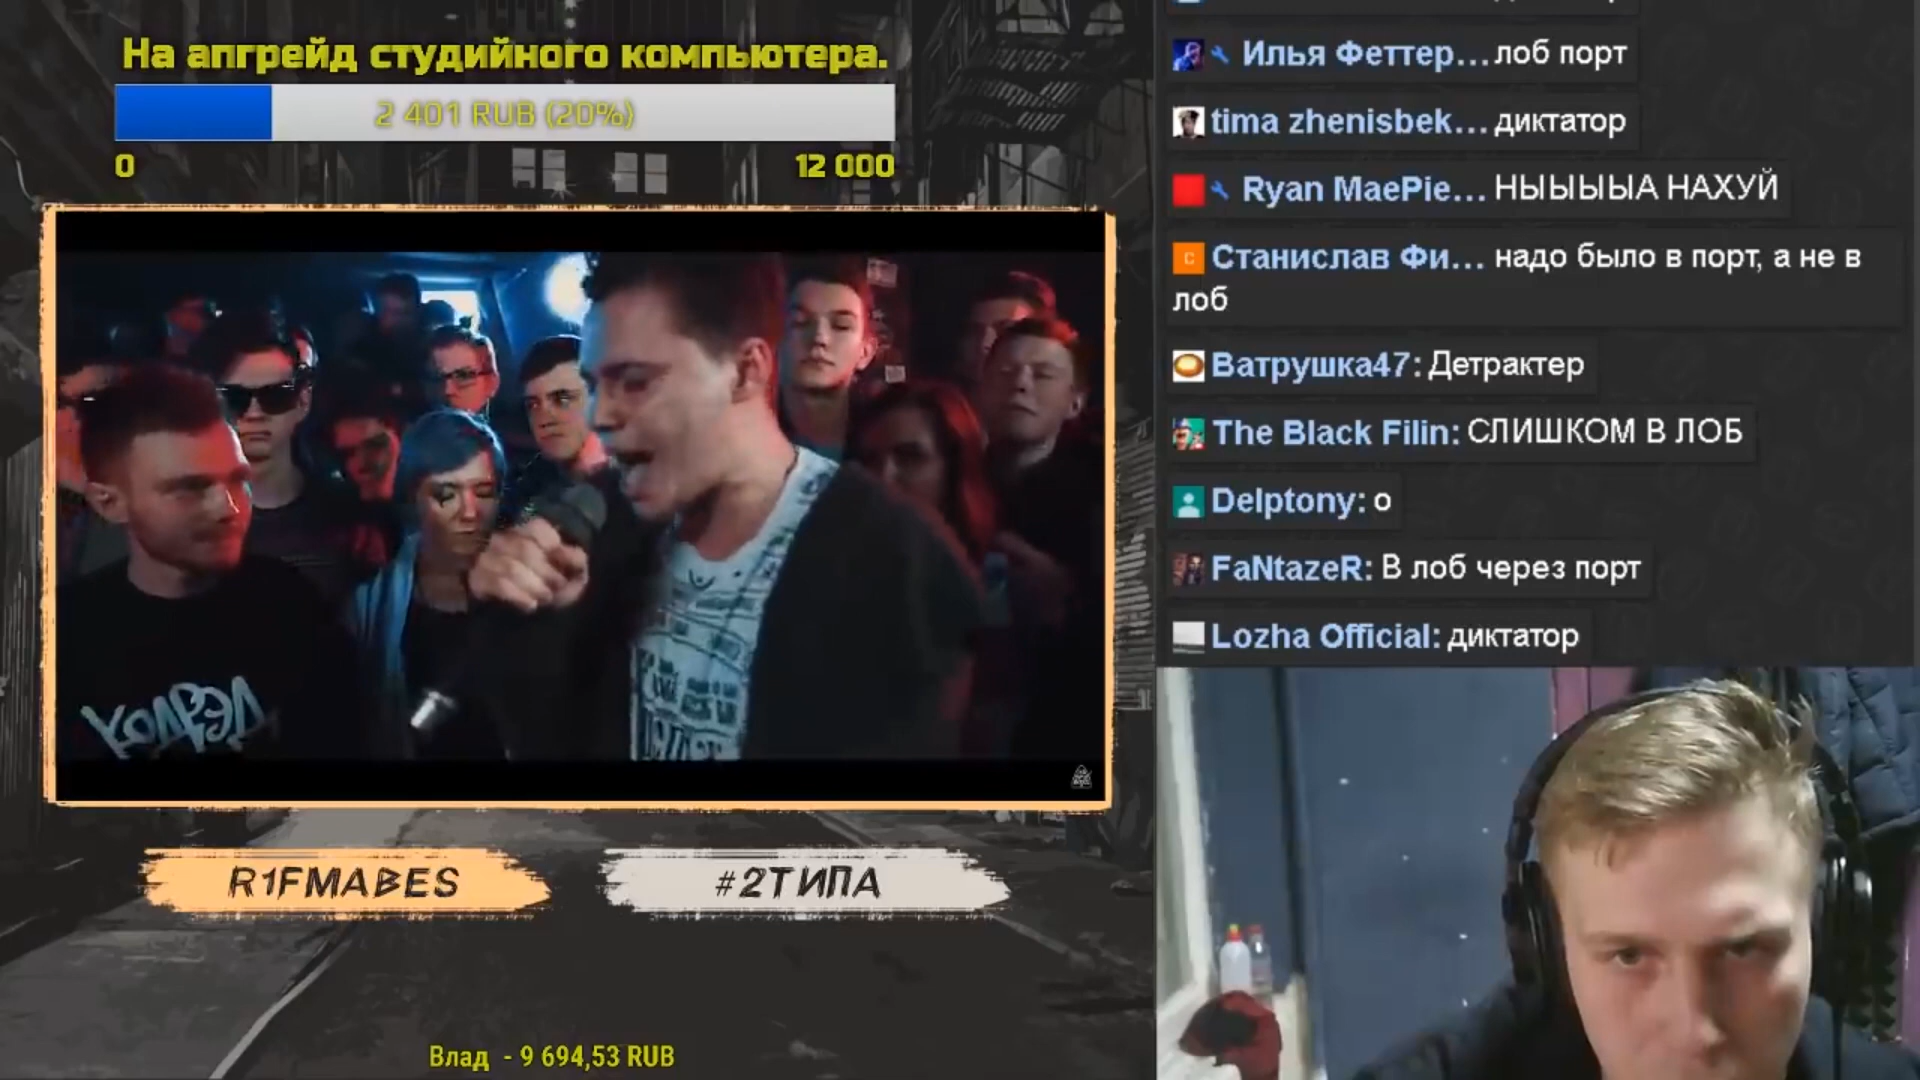 На апгрейд студийного компьютера.
2 401 RUB (20%)
0
12 000
КОДРЭД
R1FMABES
#2ТИПА
Влад - 9 694,53 RUB
Илья Феттер... лоб порт
tima zhenisbek... диктатор
Ryan MaePie... НЫЫЫЫА НАХУЙ
Станислав Фи... надо было в порт, а не в
лоб
Ватрушка47: Детрактер
The Black Filin: СЛИШКОМ В ЛОБ
Delptony: о
FaNtazeR: В лоб через порт
Lozha Official: диктатор